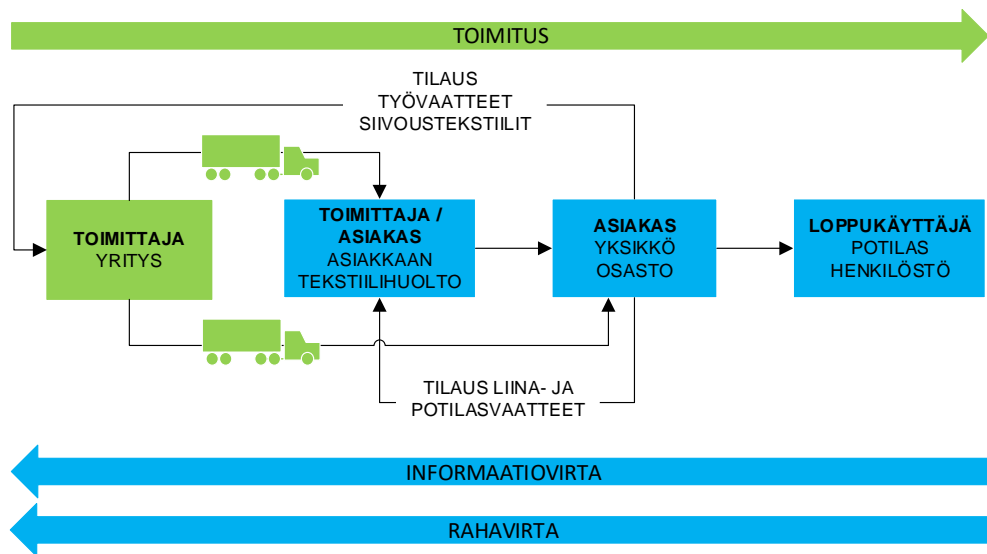 TOIMITUS
TILAUS
TYÖVAATTEET
SIIVOUSTEKSTIILIT
TOIMITTAJA
YRITYS
TOIMITTAJA /
ASIAKAS
ASIAKKAAN
TEKSTIILIHUOLTO
ASIAKAS
YKSIKKÖ
OSASTO
LOPPUKÄYTTÄJÄ
POTILAS
HENKILÖSTÖ
TILAUS LIINA- JA
POTILASVAATTEET
INFORMAATIOVIRTA
RAHAVIRTA